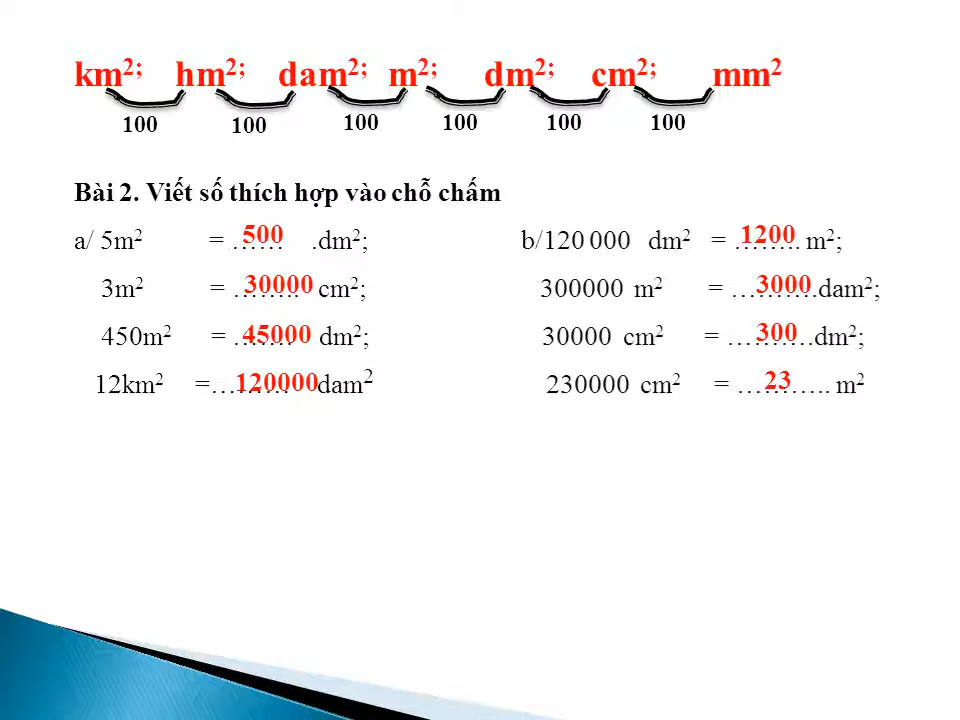 km²; hm²; dam²; m²; dm²; cm²; mm²
100 100 100 100 100 100
Bài 2. Viết số thích hợp vào chỗ chấm
a/ 5m² = ……500 .dm²; b/120 000 dm² = ……..1200 m²;
3m² = ……..30000 cm²; 300000 m² = ……….3000 dam²;
450m² = …….45000 dm²; 30000 cm² = ……….300 dm²;
12km² =………120000 dam² 230000 cm² = ………..23 m²